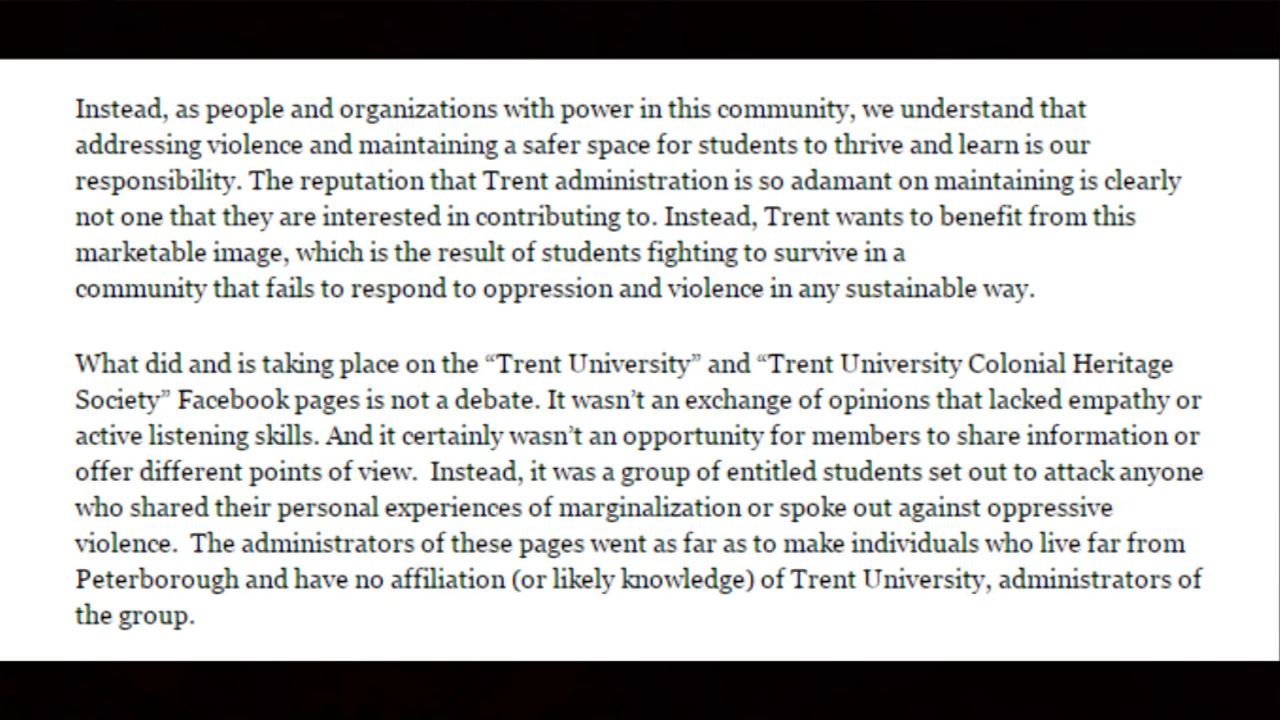 Instead, as people and organizations with power in this community, we understand that
addressing violence and maintaining a safer space for students to thrive and learn is our
responsibility. The reputation that Trent administration is so adamant on maintaining is clearly
not one that they are interested in contributing to. Instead, Trent wants to benefit from this
marketable image, which is the result of students fighting to survive in a
community that fails to respond to oppression and violence in any sustainable way.
What did and is taking place on the “Trent University” and “Trent University Colonial Heritage
Society” Facebook pages is not a debate. It wasn’t an exchange of opinions that lacked empathy or
active listening skills. And it certainly wasn’t an opportunity for members to share information or
offer different points of view.  Instead, it was a group of entitled students set out to attack anyone
who shared their personal experiences of marginalization or spoke out against oppressive
violence.  The administrators of these pages went as far as to make individuals who live far from
Peterborough and have no affiliation (or likely knowledge) of Trent University, administrators of
the group.